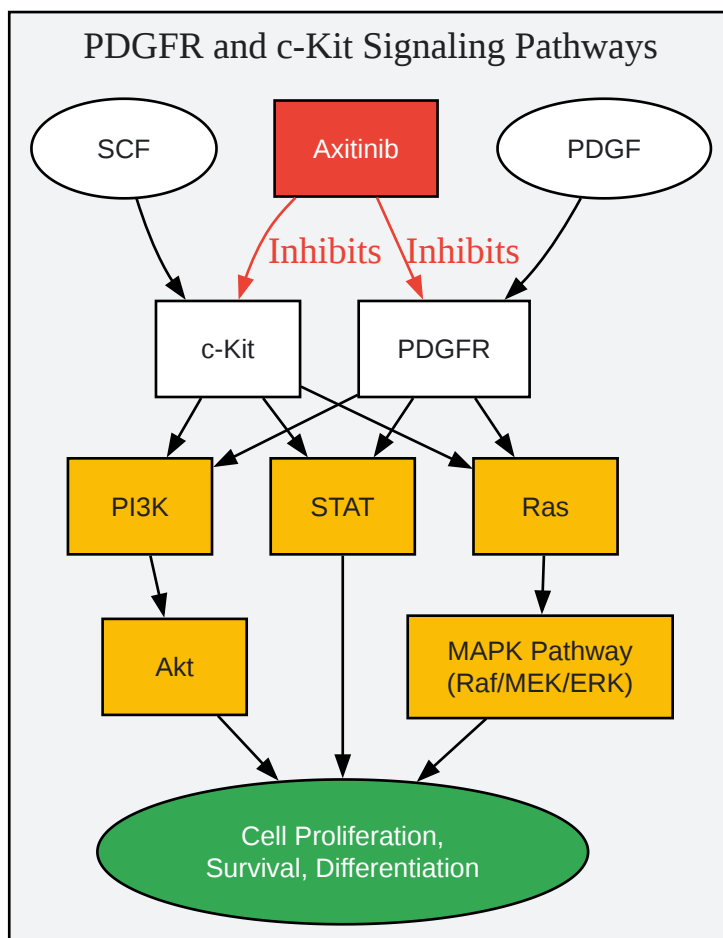 PDGFR and c-Kit Signaling Pathways
SCF
Axitinib
PDGF
Inhibits
Inhibits
c-Kit
PDGFR
PI3K
STAT
Ras
Akt
MAPK Pathway
(Raf/MEK/ERK)
Cell Proliferation,
Survival, Differentiation